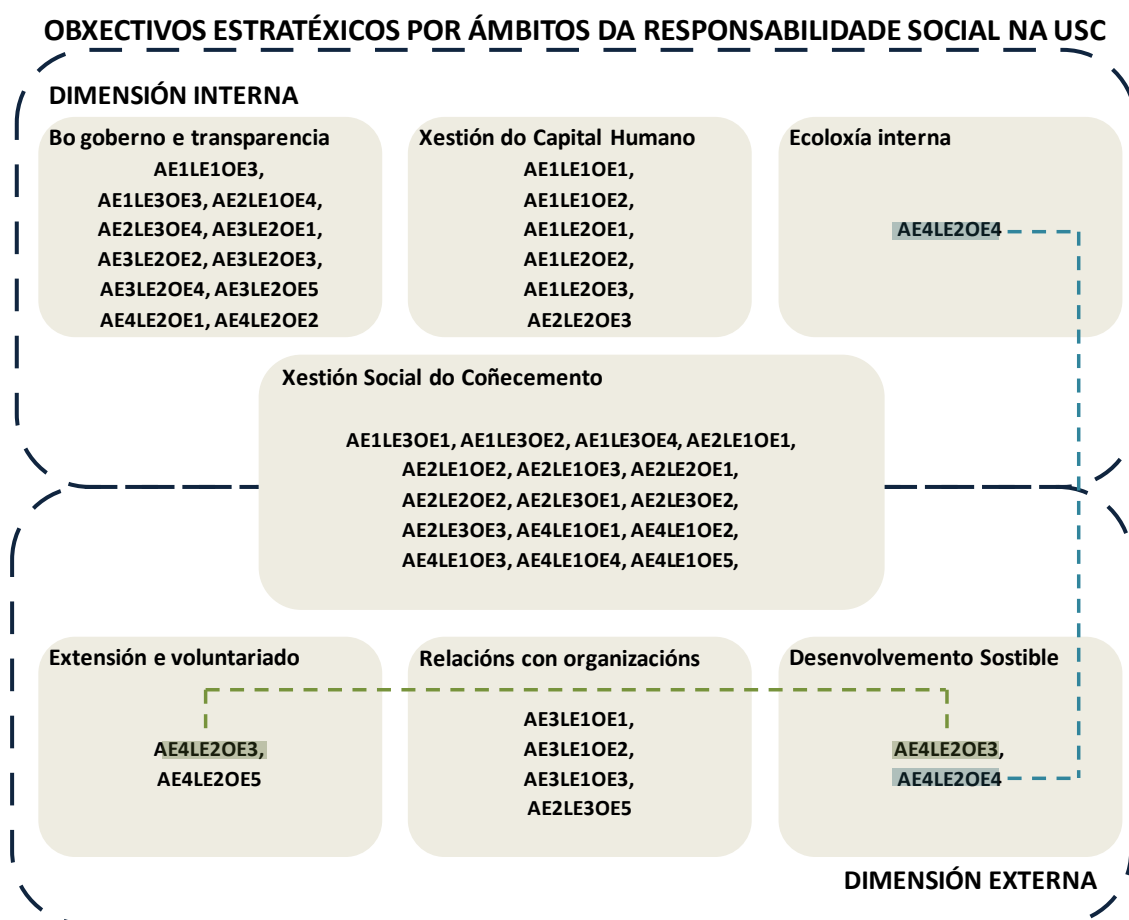 OBXECTIVOS ESTRATÉXICOS POR ÁMBITOS DA RESPONSABILIDADE SOCIAL NA USC
DIMENSIÓN INTERNA
Bo goberno e transparencia
AE1LE1OE3,
AE1LE3OE3, AE2LE1OE4,
AE2LE3OE4, AE3LE2OE1,
AE3LE2OE2, AE3LE2OE3,
AE3LE2OE4, AE3LE2OE5
AE4LE2OE1, AE4LE2OE2
Xestión do Capital Humano
AE1LE1OE1,
AE1LE1OE2,
AE1LE2OE1,
AE1LE2OE2,
AE1LE2OE3,
AE2LE2OE3
Ecoloxía interna
AE4LE2OE4
Xestión Social do Coñecemento
AE1LE3OE1, AE1LE3OE2, AE1LE3OE4, AE2LE1OE1,
AE2LE1OE2, AE2LE1OE3, AE2LE2OE1,
AE2LE2OE2, AE2LE3OE1, AE2LE3OE2,
AE2LE3OE3, AE4LE1OE1, AE4LE1OE2,
AE4LE1OE3, AE4LE1OE4, AE4LE1OE5,
Extensión e voluntariado
AE4LE2OE3,
AE4LE2OE5
Relacións con organizacións
AE3LE1OE1,
AE3LE1OE2,
AE3LE1OE3,
AE2LE3OE5
Desenvolvemento Sostible
AE4LE2OE3,
AE4LE2OE4
DIMENSIÓN EXTERNA